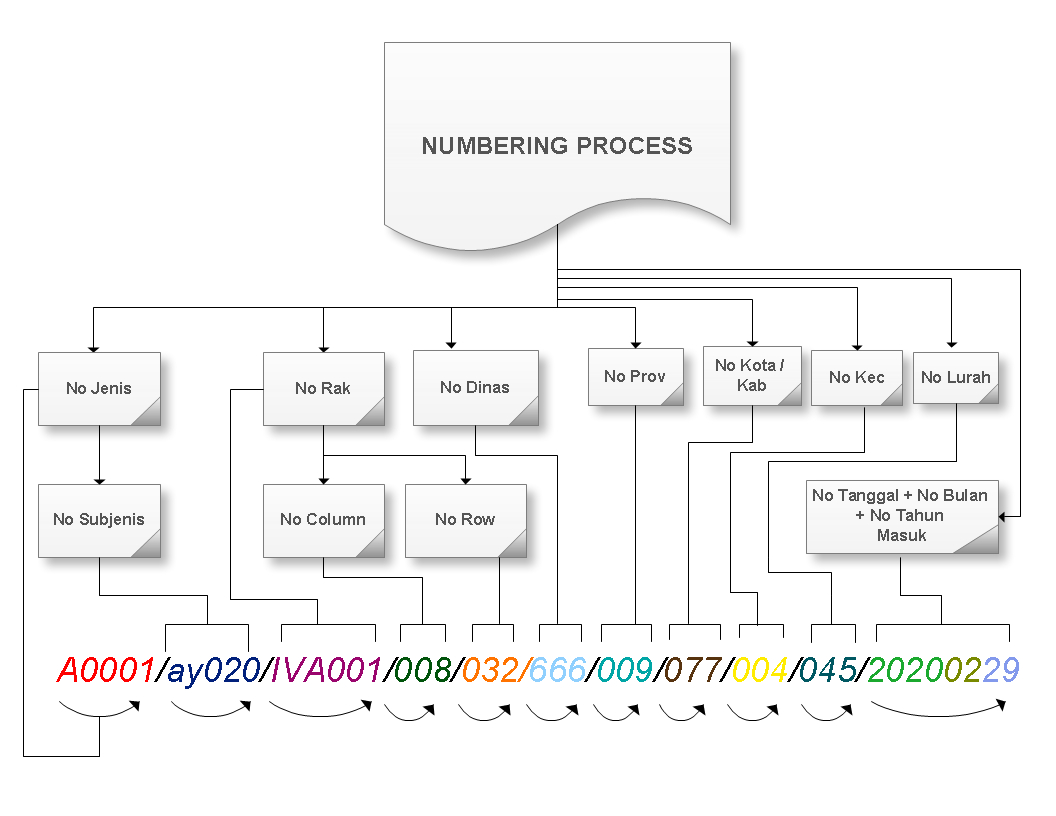 NUMBERING PROCESS
No Jenis
No Rak
No Dinas
No Prov
No Kota /
Kab
No Kec
No Lurah
No Subjenis
No Column
No Row
No Tanggal + No Bulan
+ No Tahun
Masuk
A0001/ay020/IVA001/008/032/666/009/077/004/045/20200229